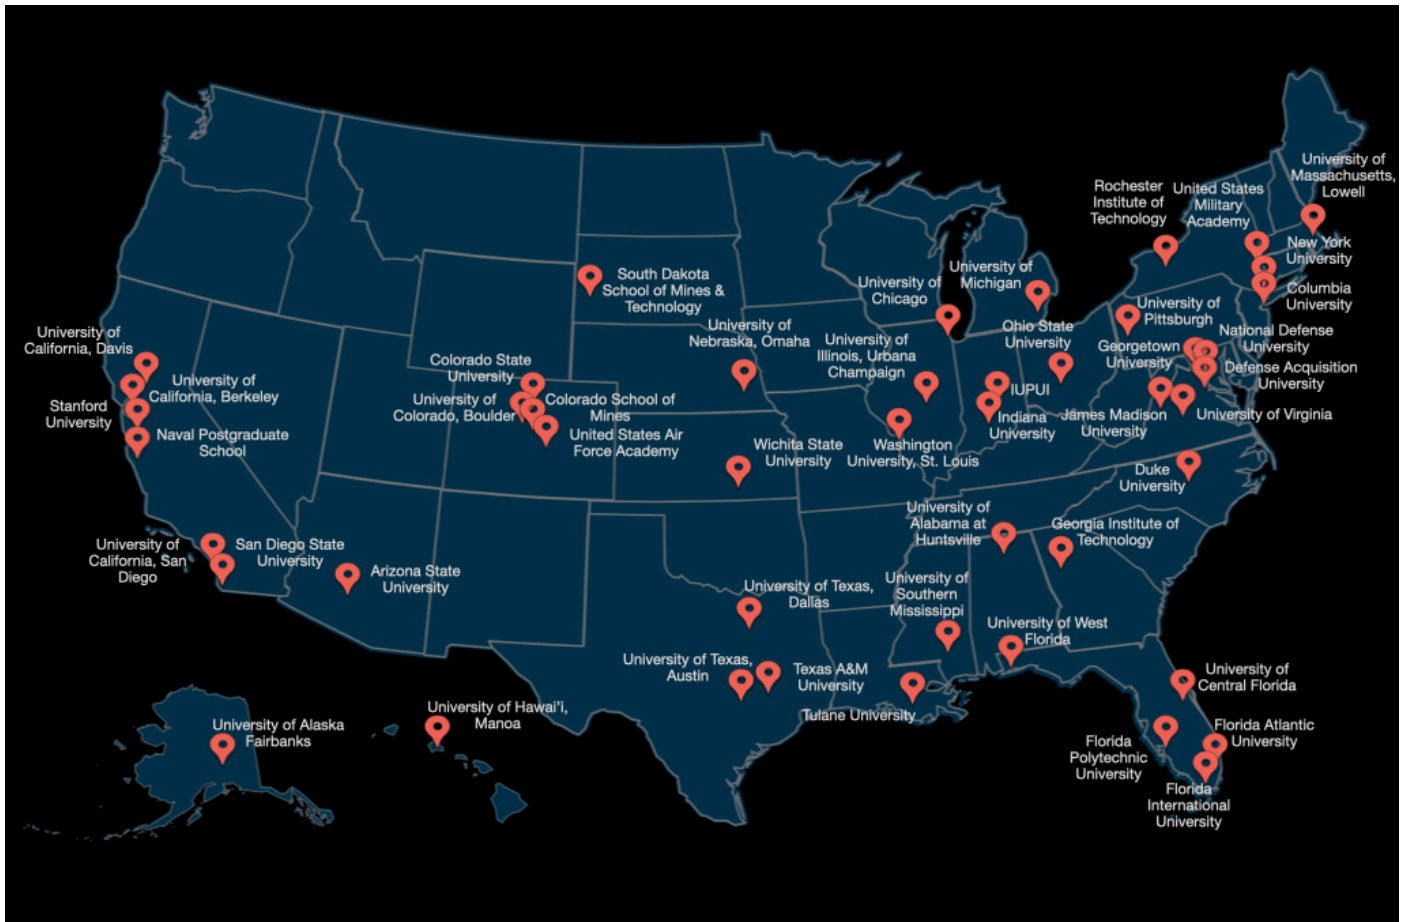 University of
Massachusetts,
Lowell
Rochester
Institute of
Technology
United States
Military
Academy
New York
University
Columbia
University
South Dakota
School of Mines &
Technology
University of
Chicago
University of
Michigan
University of
Pittsburgh
Ohio State
University
National Defense
University
Georgetown
University
Defense Acquisition
University
University of
California, Davis
University of
California, Berkeley
Stanford
University
Naval Postgraduate
School
Colorado State
University
University of
Colorado, Boulder
Colorado School of
Mines
United States Air
Force Academy
University of
Nebraska, Omaha
University of
Illinois, Urbana
Champaign
IUPUI
Indiana
University
James Madison
University
University of Virginia
Wichita State
University
Washington
University, St. Louis
Duke
University
University of
Alabama at
Huntsville
Georgia Institute of
Technology
University of
California, San
Diego
San Diego State
University
Arizona State
University
University of Texas,
Dallas
University of
Southern
Mississippi
University of West
Florida
University of Texas,
Austin
Texas A&M
University
Tulane University
University of
Central Florida
University of Alaska
Fairbanks
University of Hawai'i,
Manoa
Florida
Polytechnic
University
Florida Atlantic
University
Florida
International
University